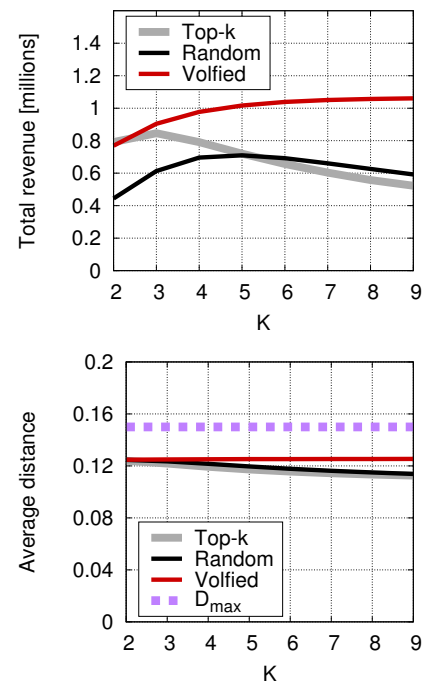 Total revenue [millions]
1.4
1.2
1
0.8
0.6
0.4
0.2
0
Top-k
Random
Volfied
2 3 4 5 6 7 8 9
K
Average distance
0.2
0.16
0.12
0.08
0.04
0
Top-k
Random
Volfied
D_max
2 3 4 5 6 7 8 9
K